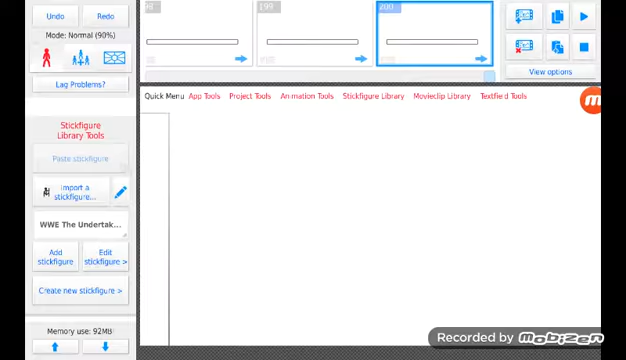 Undo Redo
98 199 200
Mode: Normal (90%)
Lag Problems?
View options
Quick Menu App Tools Project Tools Animation Tools Stickfigure Library Movieclip Library Textfield Tools
Stickfigure
Library Tools
Paste stickfigure
Import a
stickfigure...
WWE The Undertak...
Add
stickfigure
Edit
stickfigure >
Create new stickfigure >
Memory use: 92MB
Recorded by mobizen